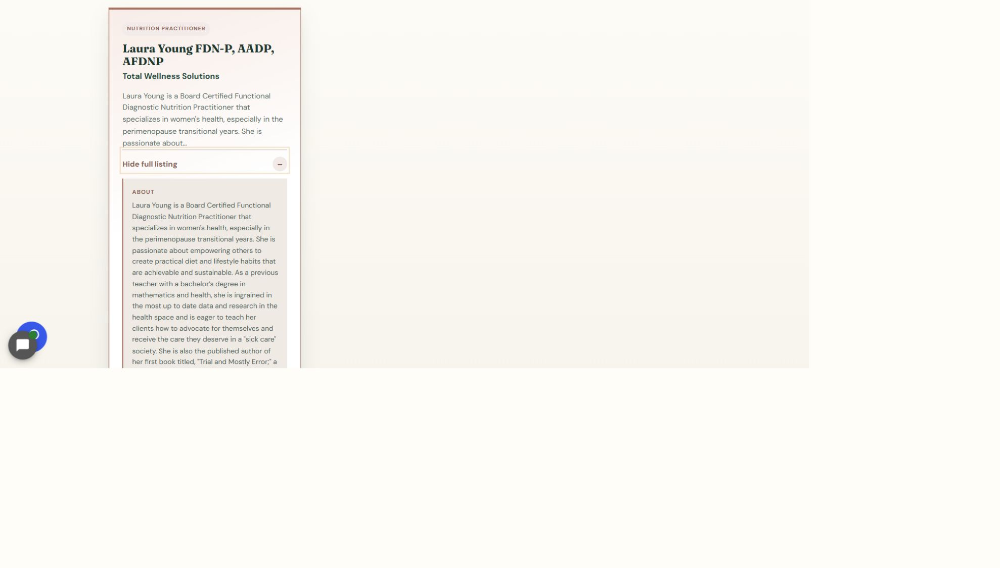 NUTRITION PRACTITIONER
Laura Young FDN-P, AADP,
AFDNP
Total Wellness Solutions
Laura Young is a Board Certified Functional
Diagnostic Nutrition Practitioner that
specializes in women's health, especially in the
perimenopause transitional years. She is
passionate about...
Hide full listing
ABOUT
Laura Young is a Board Certified Functional
Diagnostic Nutrition Practitioner that
specializes in women's health, especially in
the perimenopause transitional years. She is
passionate about empowering others to
create practical diet and lifestyle habits that
are achievable and sustainable. As a previous
teacher with a bachelor’s degree in
mathematics and health, she is ingrained in
the most up to date data and research in the
health space and is eager to teach her
clients how to advocate for themselves and
receive the care they deserve in a "sick care"
society. She is also the published author of
her first book titled, "Trial and Mostly Error;" a